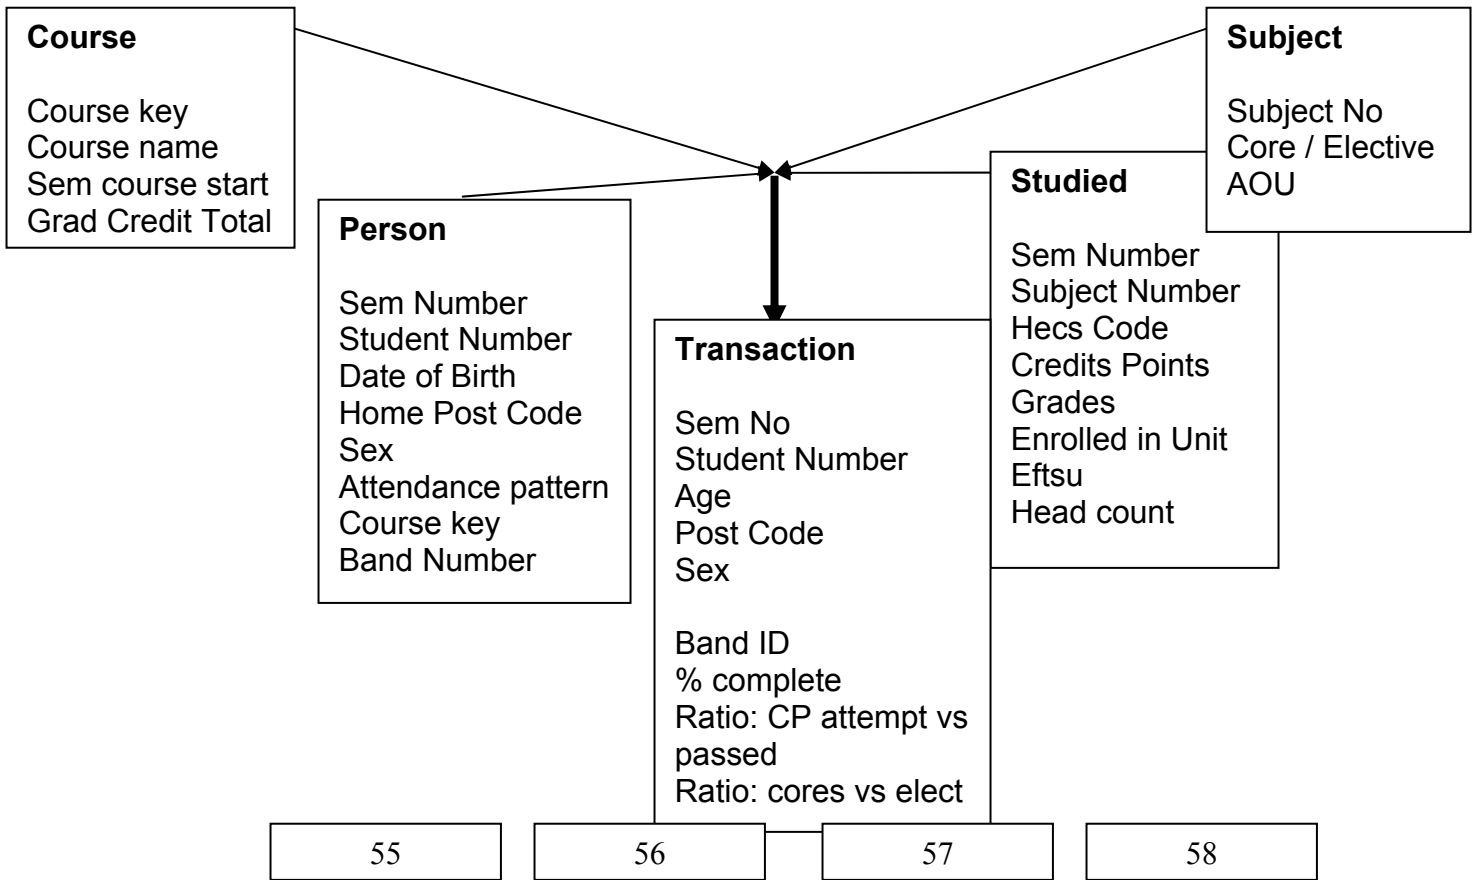 Course
Course key
Course name
Sem course start
Grad Credit Total
Person
Sem Number
Student Number
Date of Birth
Home Post Code
Sex
Attendance pattern
Course key
Band Number
Transaction
Sem No
Student Number
Age
Post Code
Sex
Band ID
% complete
Ratio: CP attempt vs
passed
Ratio: cores vs elect
Studied
Sem Number
Subject Number
Hecs Code
Credits Points
Grades
Enrolled in Unit
Eftsu
Head count
Subject
Subject No
Core / Elective
AOU
55
56
57
58